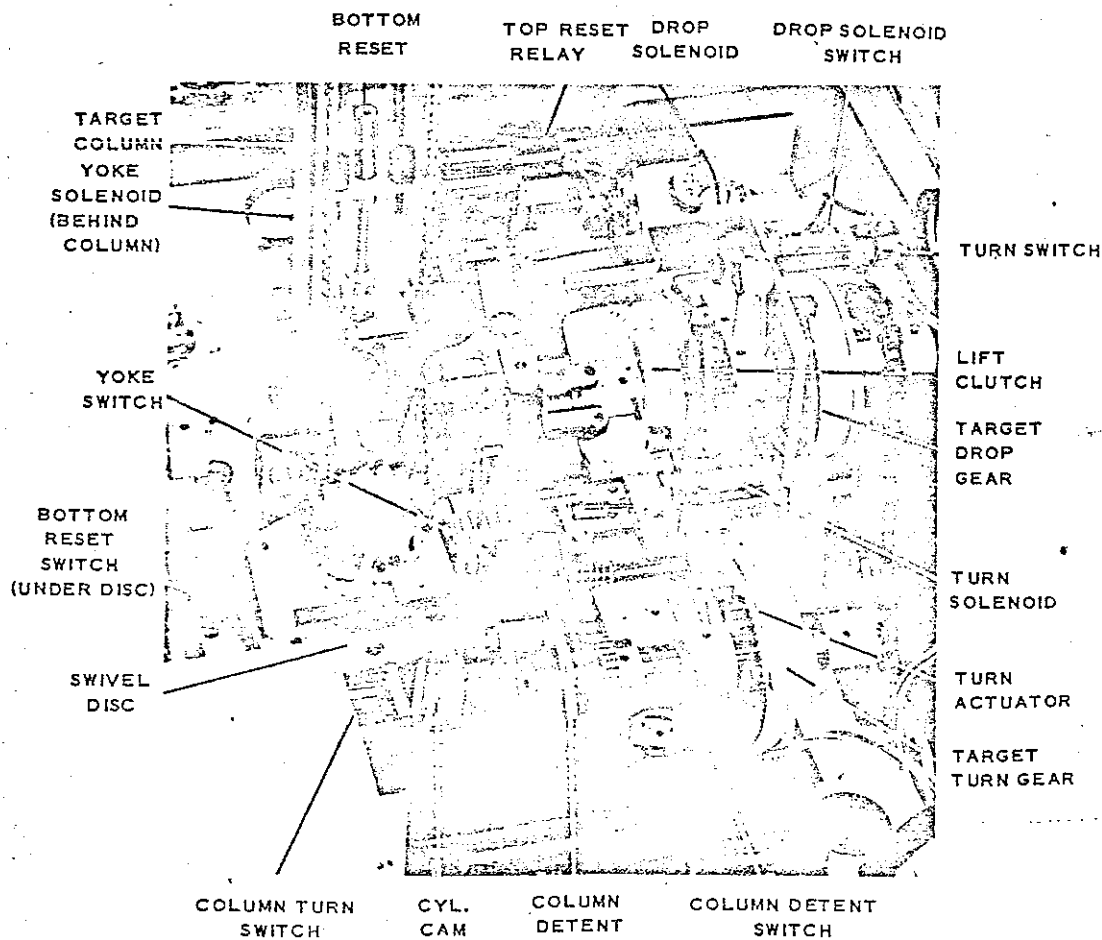 BOTTOM
RESET
TOP RESET
RELAY
DROP
SOLENOID
DROP SOLENOID
SWITCH
TARGET
COLUMN
YOKE
SOLENOID
(BEHIND
COLUMN)
TURN SWITCH
YOKE
SWITCH
LIFT
CLUTCH
TARGET
DROP
GEAR
BOTTOM
RESET
SWITCH
(UNDER DISC)
TURN
SOLENOID
SWIVEL
DISC
TURN
ACTUATOR
TARGET
TURN GEAR
COLUMN TURN
SWITCH
CYL.
CAM
COLUMN
DETENT
COLUMN DETENT
SWITCH